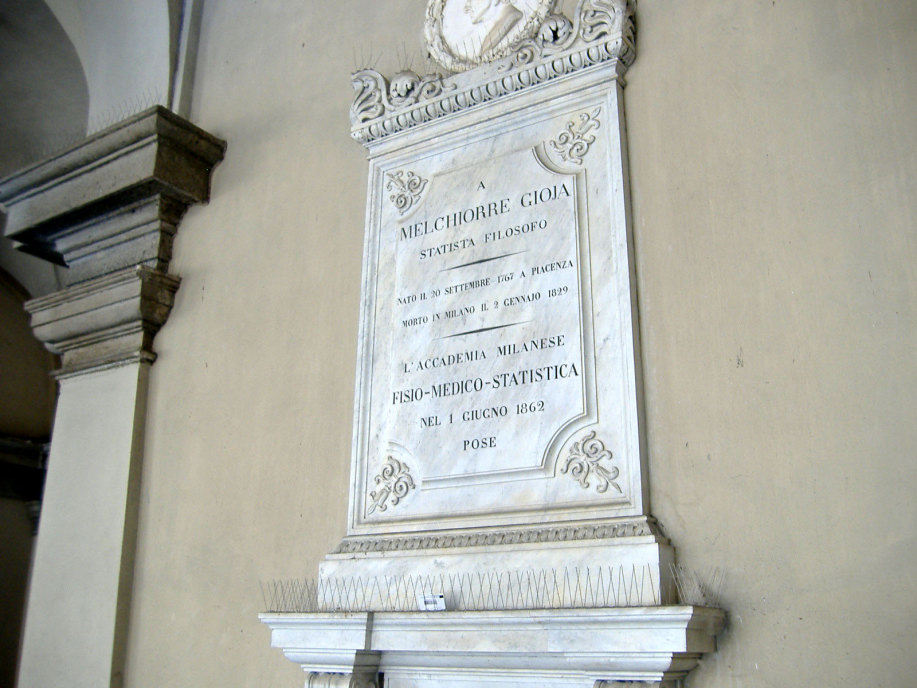 A
MELCHIORRE GIOJA
STATISTA FILOSOFO
NATO IL 20 SETTEMBRE 1767 A PIACENZA
MORTO IN MILANO IL 2 GENNAJO 1829
L'ACCADEMIA MILANESE
FISIO-MEDICO-STATISTICA
NEL 1 GIUGNO 1862
POSE